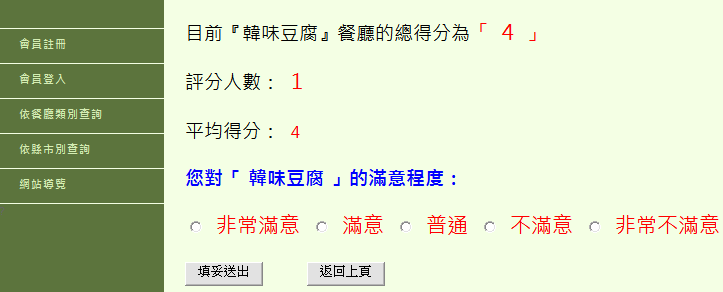 會員註冊
會員登入
依餐廳類別查詢
依縣市別查詢
網站導覽
目前『韓味豆腐』餐廳的總得分為「 4 」
評分人數： 1
平均得分： 4
您對「 韓味豆腐 」的滿意程度：
非常滿意 滿意 普通 不滿意 非常不滿意
填妥送出 返回上頁